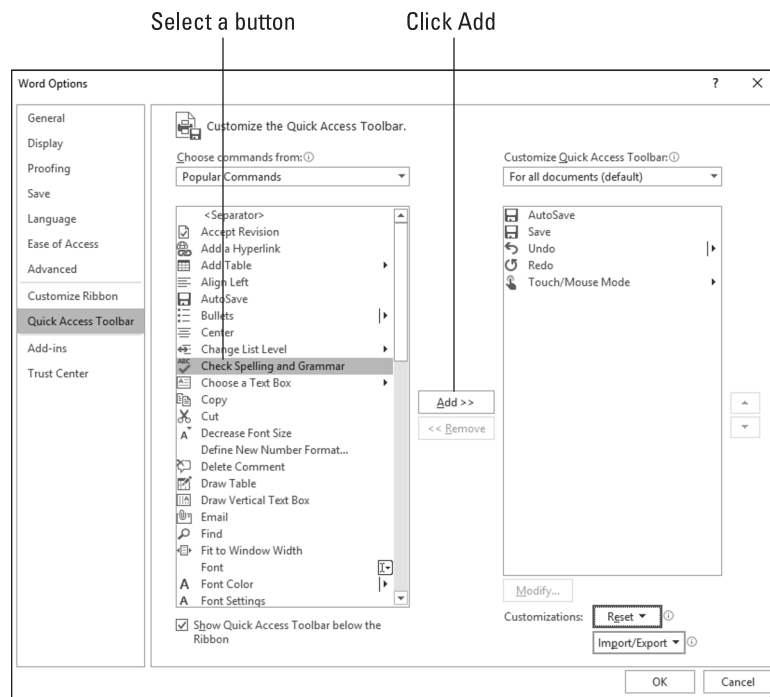 Select a button
Click Add
Word Options
?
General
Display
Proofing
Save
Language
Ease of Access
Advanced
Customize Ribbon
Quick Access Toolbar
Add-ins
Trust Center
Customize the Quick Access Toolbar.
Choose commands from:
Popular Commands
<Separator>
Accept Revision
Add a Hyperlink
Add Table
Align Left
AutoSave
Bullets
Center
Change List Level
Check Spelling and Grammar
Choose a Text Box
Copy
Cut
Decrease Font Size
Define New Number Format...
Delete Comment
Draw Table
Draw Vertical Text Box
Email
Find
Fit to Window Width
Font
Font Color
Font Settings
Show Quick Access Toolbar below the
Ribbon
Add >>
<< Remove
Customize Quick Access Toolbar:
For all documents (default)
AutoSave
Save
Undo
Redo
Touch/Mouse Mode
Modify...
Customizations:
Reset
Import/Export
OK
Cancel